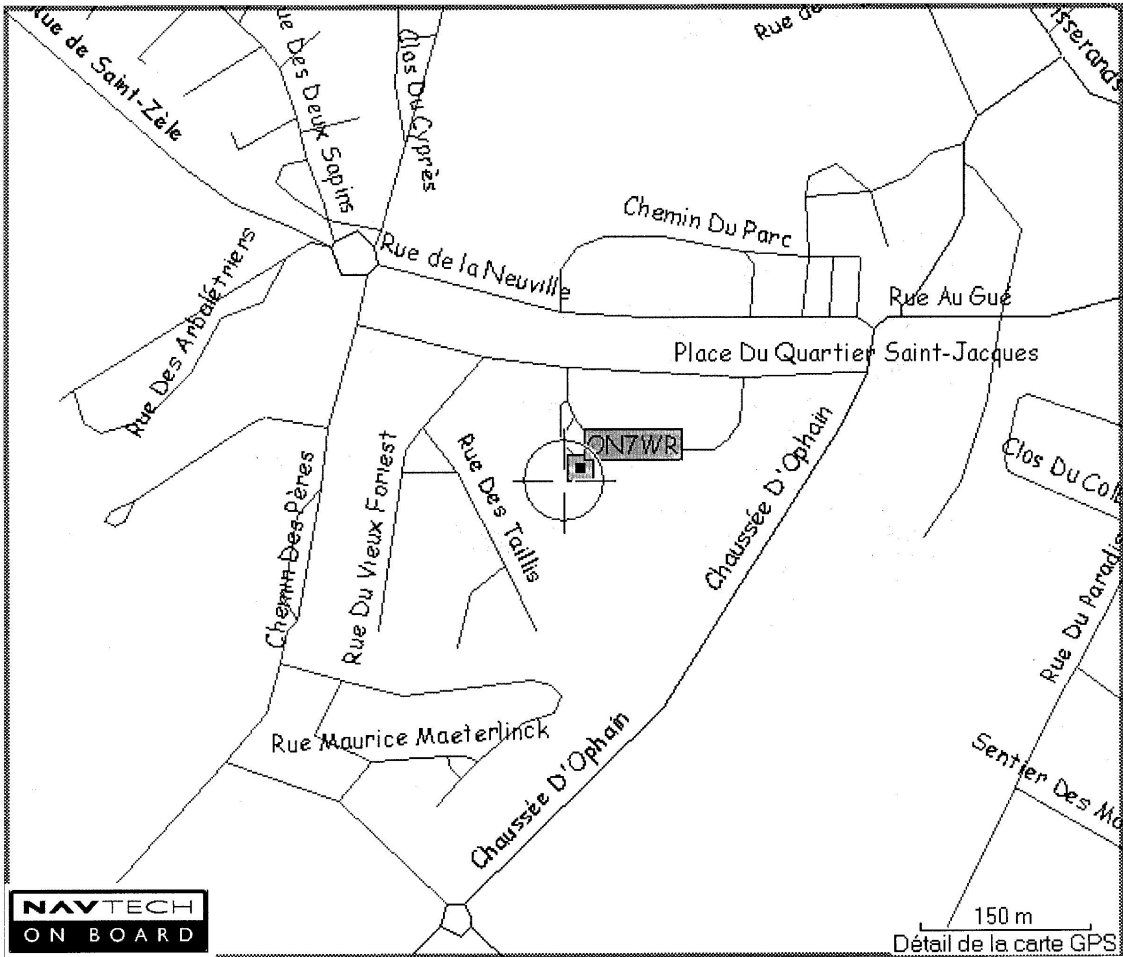 Rue de Saint-Zèle
Rue Des Deux Sapins
Clos Du Cyprès
Rue de
isserands
Chemin Du Parc
Rue de la Neuville
Rue Au Gué
Rue Des Arbalétriers
Place Du Quartier Saint-Jacques
ON7WR
Clos Du Coll
Chemin Des Pères
Rue Du Vieux Foriest
Rue Des Taillis
Chaussée D'Ophain
Rue Du Paradis
Rue Maurice Maeterlinck
Chaussée D'Ophain
Sentier Des Mo
NAVTECH
ON BOARD
150 m
Détail de la carte GPS